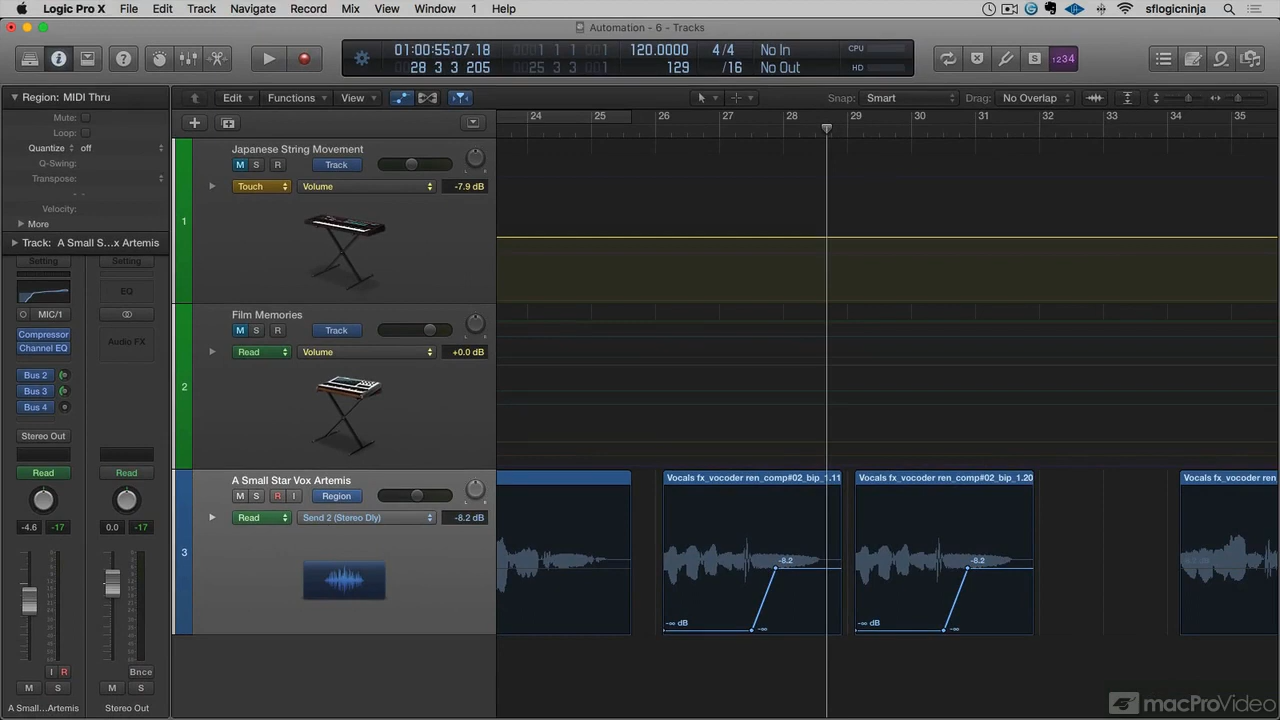 Logic Pro X File Edit Track Navigate Record Mix View Window 1 Help sflogicninja
Automation - 6 - Tracks
01:00:55:07.18 1 1 1 120.0000 4/4 No In CPU
28 3 3 205 33 1 1 1 129 /16 No Out HD
1234
Region: MIDI Thru Edit Functions View Snap: Smart Drag: No Overlap
Mute:
Loop:
Quantize off
Q-Swing:
Transpose:
Velocity:
More
Track: A Small S...x Artemis
Setting Setting
EQ
MIC/1
Compressor
Channel EQ
Audio FX
Bus 2
Bus 3
Bus 4
Stereo Out
Read Read
-4.6 -17 0.0 -17
I R Bnce
M S M S
A Small...Artemis Stereo Out
24 25 26 27 28 29 30 31 32 33 34 35
1
Japanese String Movement
M S R Track
L R
Touch Volume -7.9 dB
2
Film Memories
M S R Track
L R
Read Volume +0.0 dB
3
A Small Star Vox Artemis
M S R I Region
L R
Read Send 2 (Stereo Dly) -8.2 dB
Vocals fx_vocoder ren_comp#02_bip_1.11
-8.2
-∞ dB
-∞
Vocals fx_vocoder ren_comp#02_bip_1.20
-8.2
-∞ dB
-∞
Vocals fx_vocoder ren
macProVideo